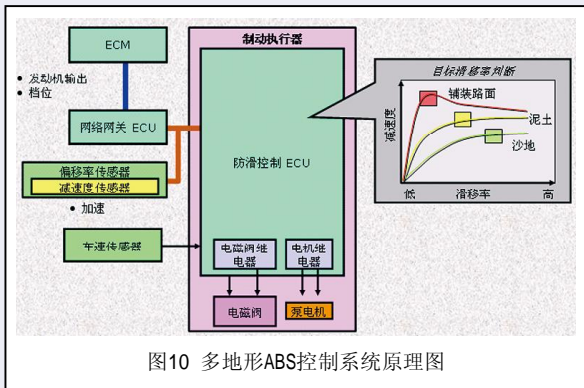 ECM
• 发动机输出
• 档位
网络网关 ECU
偏移率传感器
减速度传感器
• 加速
车速传感器
制动执行器
防滑控制 ECU
电磁阀继
电器
电机继
电器
电磁阀
泵电机
目标滑移率判断
减速度
铺装路面
泥土
沙地
低
滑移率
高
图10 多地形ABS控制系统原理图